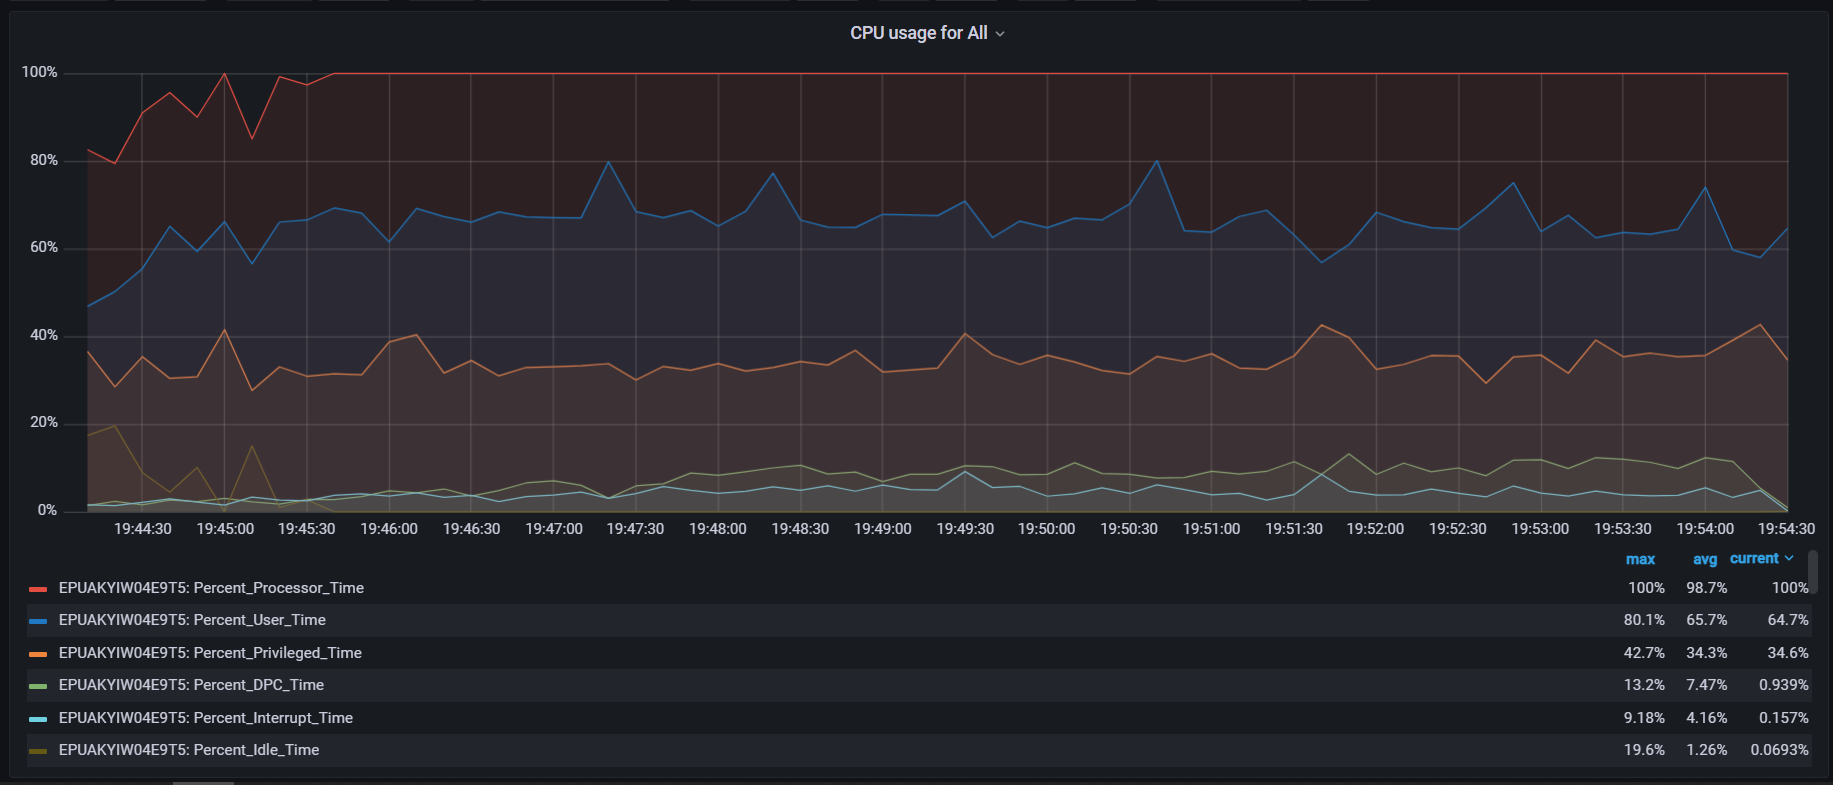 CPU usage for All
100%
80%
60%
40%
20%
0%
19:44:30 19:45:00 19:45:30 19:46:00 19:46:30 19:47:00 19:47:30 19:48:00 19:48:30 19:49:00 19:49:30 19:50:00 19:50:30 19:51:00 19:51:30 19:52:00 19:52:30 19:53:00 19:53:30 19:54:00 19:54:30
max avg current
EPUAKYIW04E9T5: Percent_Processor_Time 100% 98.7% 100%
EPUAKYIW04E9T5: Percent_User_Time 80.1% 65.7% 64.7%
EPUAKYIW04E9T5: Percent_Privileged_Time 42.7% 34.3% 34.6%
EPUAKYIW04E9T5: Percent_DPC_Time 13.2% 7.47% 0.939%
EPUAKYIW04E9T5: Percent_Interrupt_Time 9.18% 4.16% 0.157%
EPUAKYIW04E9T5: Percent_Idle_Time 19.6% 1.26% 0.0693%